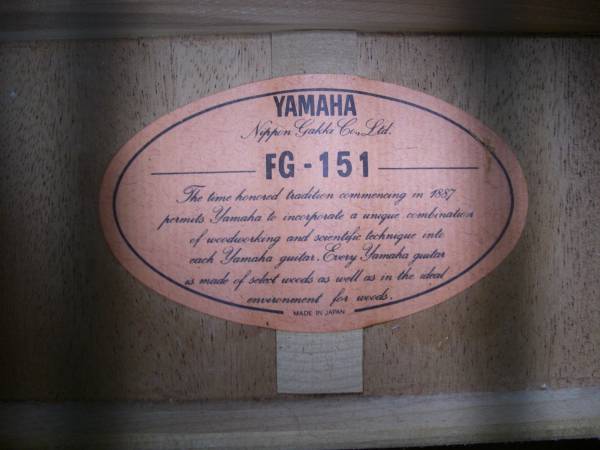 YAMAHA
Nippon Gakki Co., Ltd.
FG-151
The time honored tradition commencing in 1887
permits Yamaha to incorporate a unique combination
of woodworking and scientific technique into
each Yamaha guitar. Every Yamaha guitar
is made of select woods as well as in the ideal
environment for woods.
MADE IN JAPAN